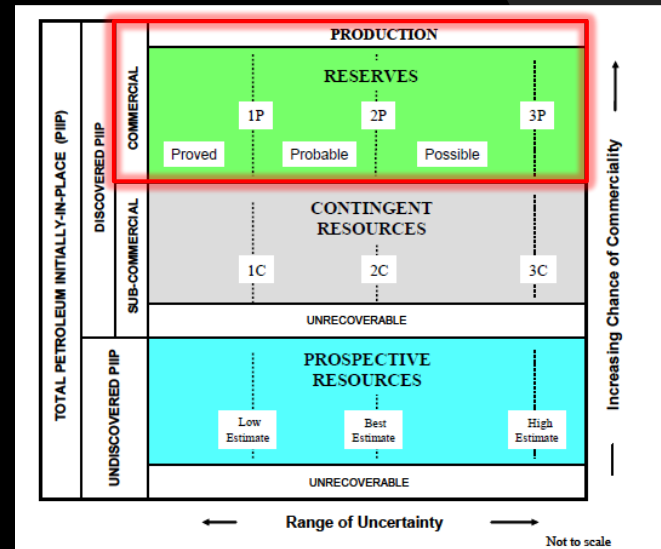 TOTAL PETROLEUM INITIALLY-IN-PLACE (PIIP)
DISCOVERED PIIP
COMMERCIAL
PRODUCTION
RESERVES
1P
2P
3P
Proved
Probable
Possible
SUB-COMMERCIAL
CONTINGENT
RESOURCES
1C
2C
3C
UNRECOVERABLE
UNDISCOVERED PIIP
PROSPECTIVE
RESOURCES
Low
Estimate
Best
Estimate
High
Estimate
UNRECOVERABLE
Increasing Chance of Commerciality
Range of Uncertainty
Not to scale